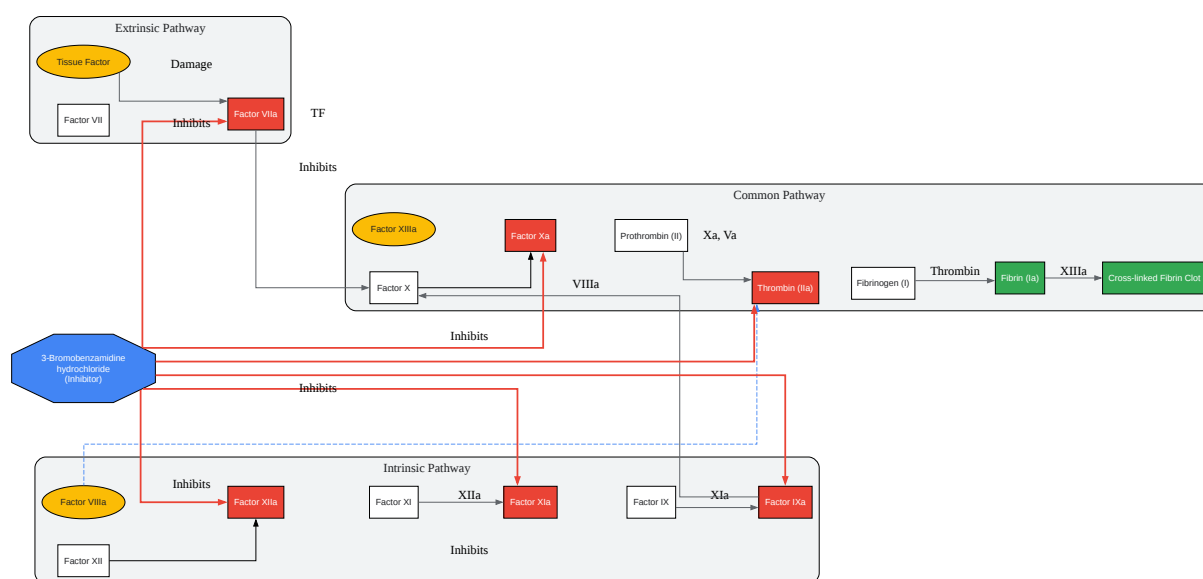 Extrinsic Pathway
Tissue Factor
Damage
Factor VII
Factor VIIa
TF
Inhibits
Inhibits
Common Pathway
Factor XIIIa
Factor Xa
Prothrombin (II)
Xa, Va
Factor X
VIIIa
Thrombin (IIa)
Fibrinogen (I)
Thrombin
Fibrin (Ia)
XIIIa
Cross-linked Fibrin Clot
Inhibits
3-Bromobenzamidine
hydrochloride
(Inhibitor)
Inhibits
Intrinsic Pathway
Factor VIIIa
Inhibits
Factor XIIa
Factor XI
XIIa
Factor XIa
Factor IX
XIa
Factor IXa
Factor XII
Inhibits